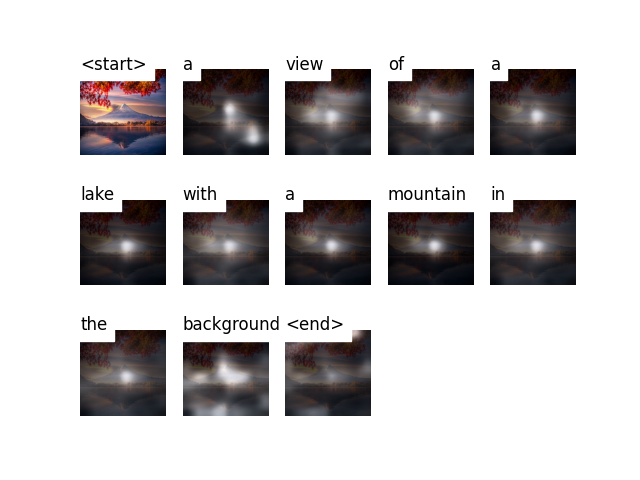 <start> a view of a
lake with a mountain in
the background <end>